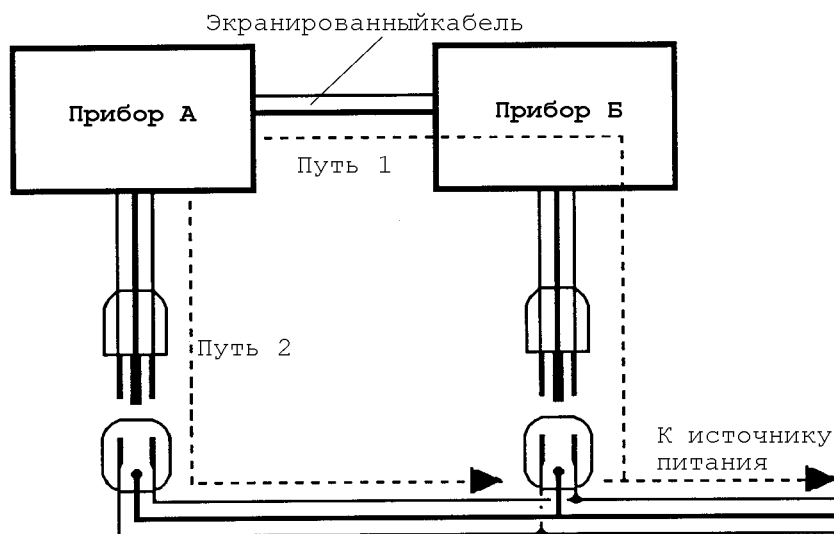 Экранированныйкабель
Прибор А
Прибор Б
Путь 1
Путь 2
К источнику
питания